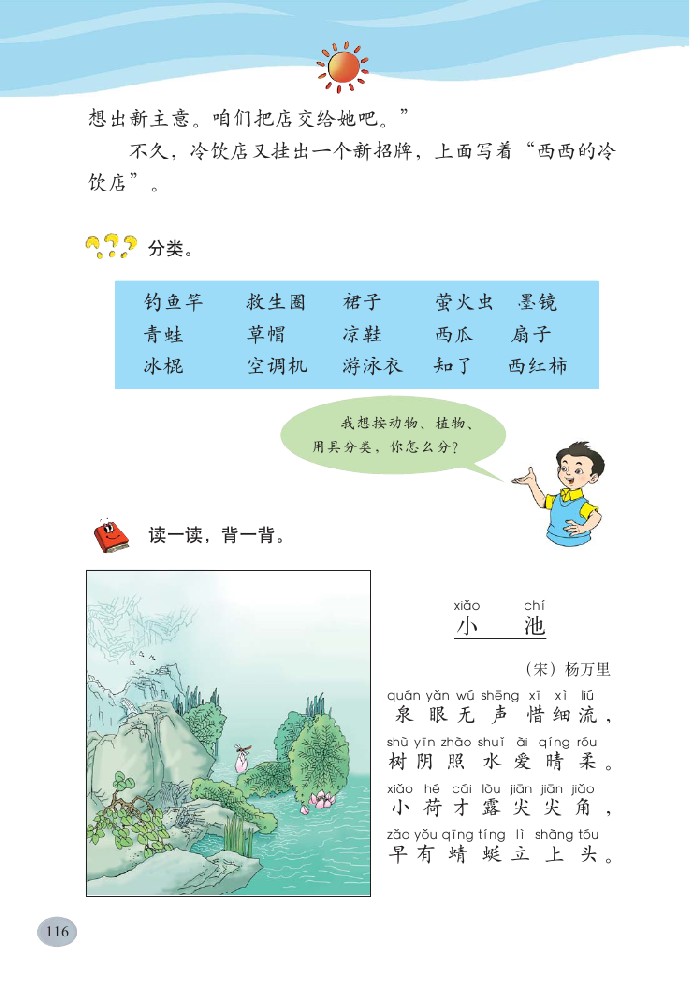 想出新主意。咱们把店交给她吧。”
不久，冷饮店又挂出一个新招牌，上面写着“西西的冷
饮店”。
分类。
钓鱼竿 救生圈 裙子 萤火虫 墨镜
青蛙 草帽 凉鞋 西瓜 扇子
冰棍 空调机 游泳衣 知了 西红柿
我想按动物、植物、
用具分类，你怎么分？
读一读，背一背。
xiǎo chí
小 池
（宋）杨万里
quán yǎn wú shēng xī xì liú
泉 眼 无 声 惜 细 流，
shù yīn zhào shuǐ ài qíng róu
树 阴 照 水 爱 晴 柔。
xiǎo hé cái lòu jiān jiān jiǎo
小 荷 才 露 尖 尖 角，
zǎo yǒu qīng tíng lì shàng tóu
早 有 蜻 蜓 立 上 头。
116